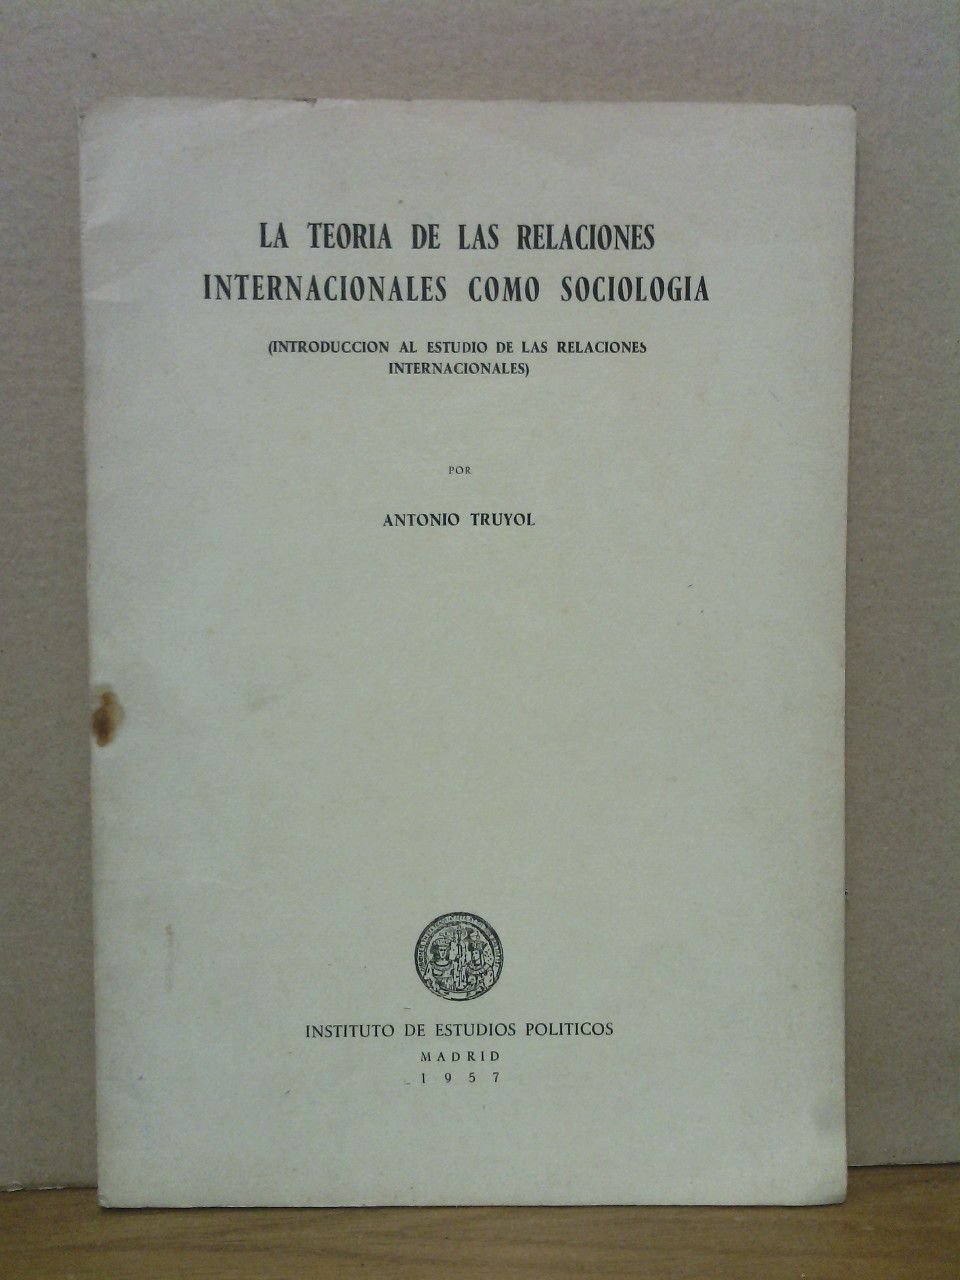 LA TEORIA DE LAS RELACIONES
INTERNACIONALES COMO SOCIOLOGIA
(INTRODUCCION AL ESTUDIO DE LAS RELACIONES
INTERNACIONALES)
POR
ANTONIO TRUYOL
INSTITUTO DE ESTUDIOS POLITICOS
MADRID
1957